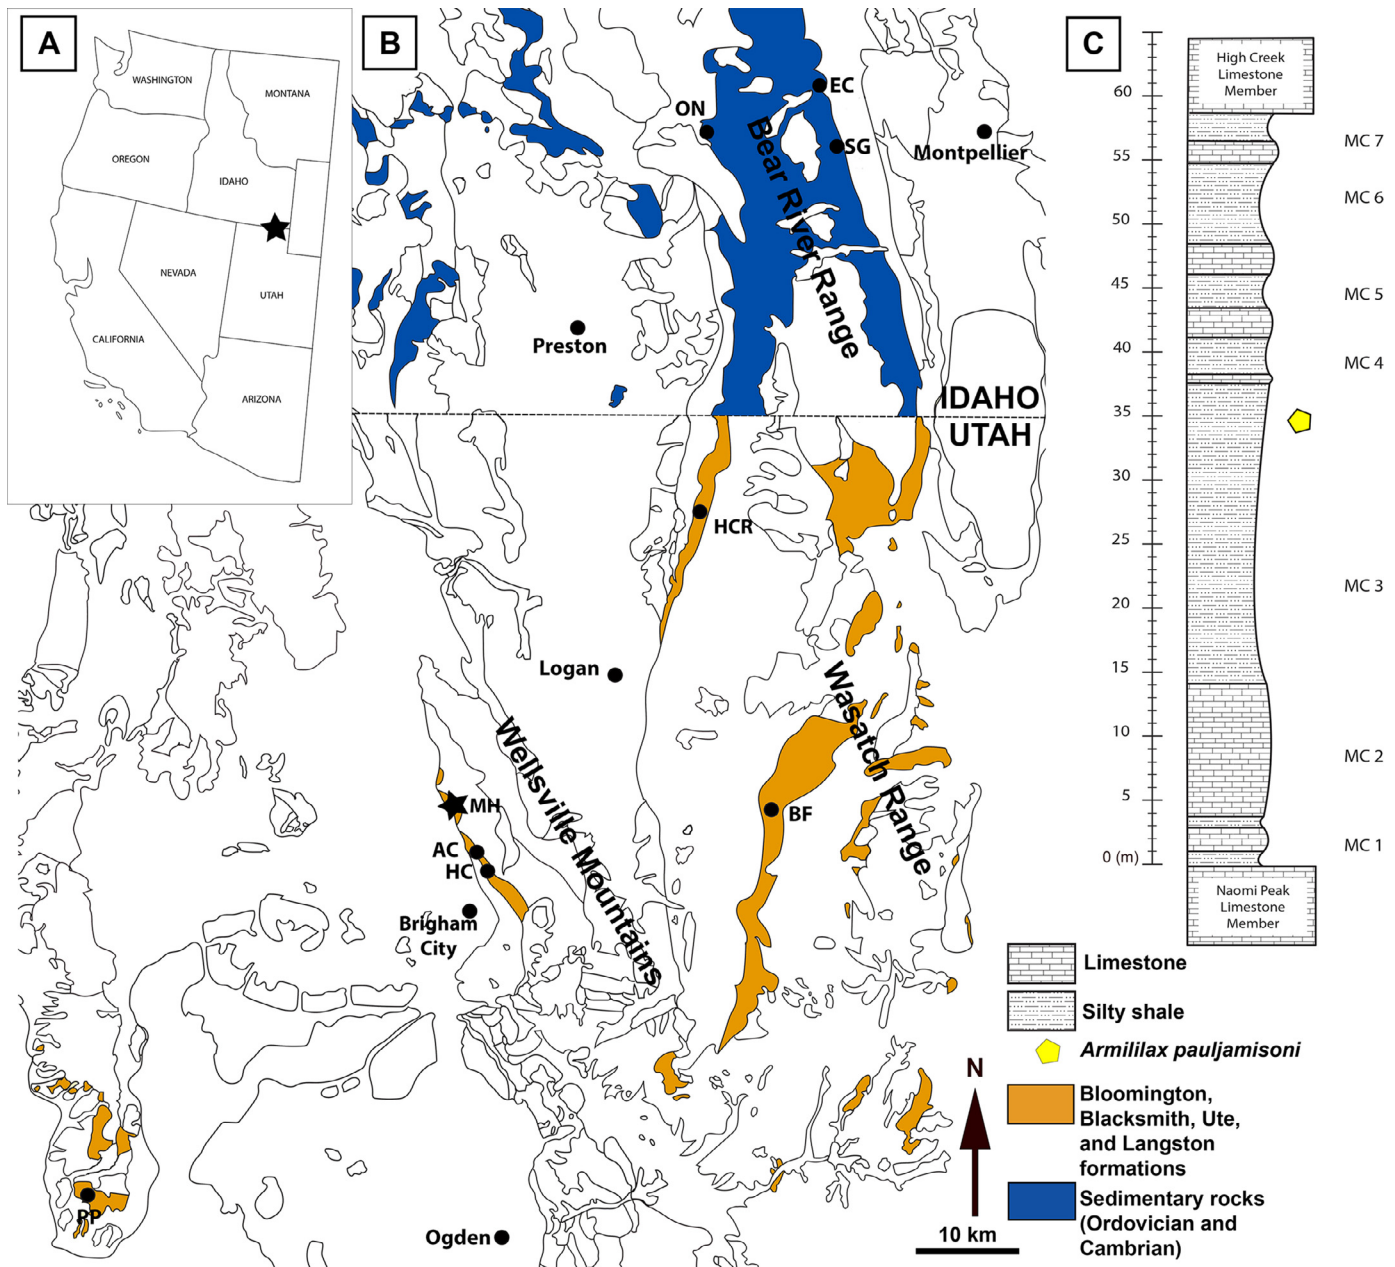 A
WASHINGTON
MONTANA
OREGON
IDAHO
NEVADA
UTAH
CALIFORNIA
ARIZONA
B
ON
EC
SG
Montpellier
Bear River Range
Preston
IDAHO
UTAH
HCR
Logan
Wellsville Mountains
Wasatch Range
MH
AC
HC
BF
Brigham
City
PP
Ogden
C
High Creek
Limestone
Member
60
55
50
45
40
35
30
25
20
15
10
5
0 (m)
MC 7
MC 6
MC 5
MC 4
MC 3
MC 2
MC 1
Naomi Peak
Limestone
Member
Limestone
Silty shale
Armililax pauljamisoni
Bloomington,
Blacksmith, Ute,
and Langston
formations
Sedimentary rocks
(Ordovician and
Cambrian)
N
10 km